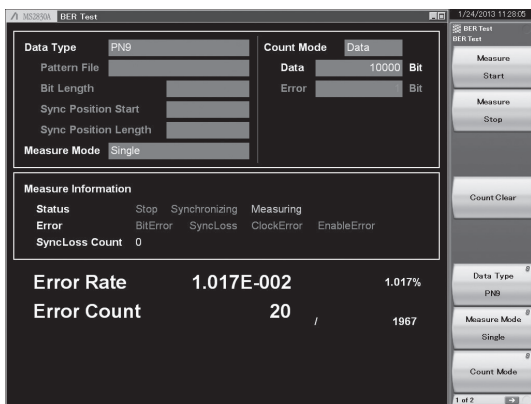 MS2830A BER Test
1/24/2013 11:28:05
BER Test
BER Test
Data Type PN9
Count Mode Data
Pattern File
Data 10000 Bit
Bit Length
Error 1 Bit
Sync Position Start
Sync Position Length
Measure Mode Single
Measure Information
Status Stop Synchronizing Measuring
Error BitError SyncLoss ClockError EnableError
SyncLoss Count 0
Error Rate 1.017E-002 1.017%
Error Count 20 / 1967
Measure
Start
Measure
Stop
Count Clear
Data Type
PN9
Measure Mode
Single
Count Mode
1 of 2